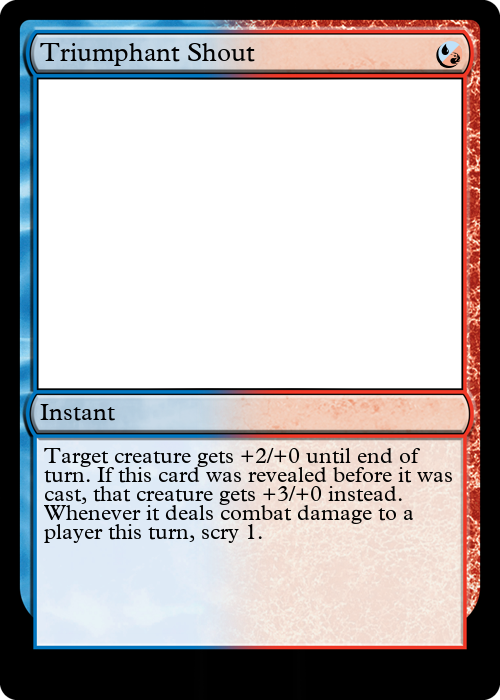 Triumphant Shout
Instant
Target creature gets +2/+0 until end of
turn. If this card was revealed before it was
cast, that creature gets +3/+0 instead.
Whenever it deals combat damage to a
player this turn, scry 1.